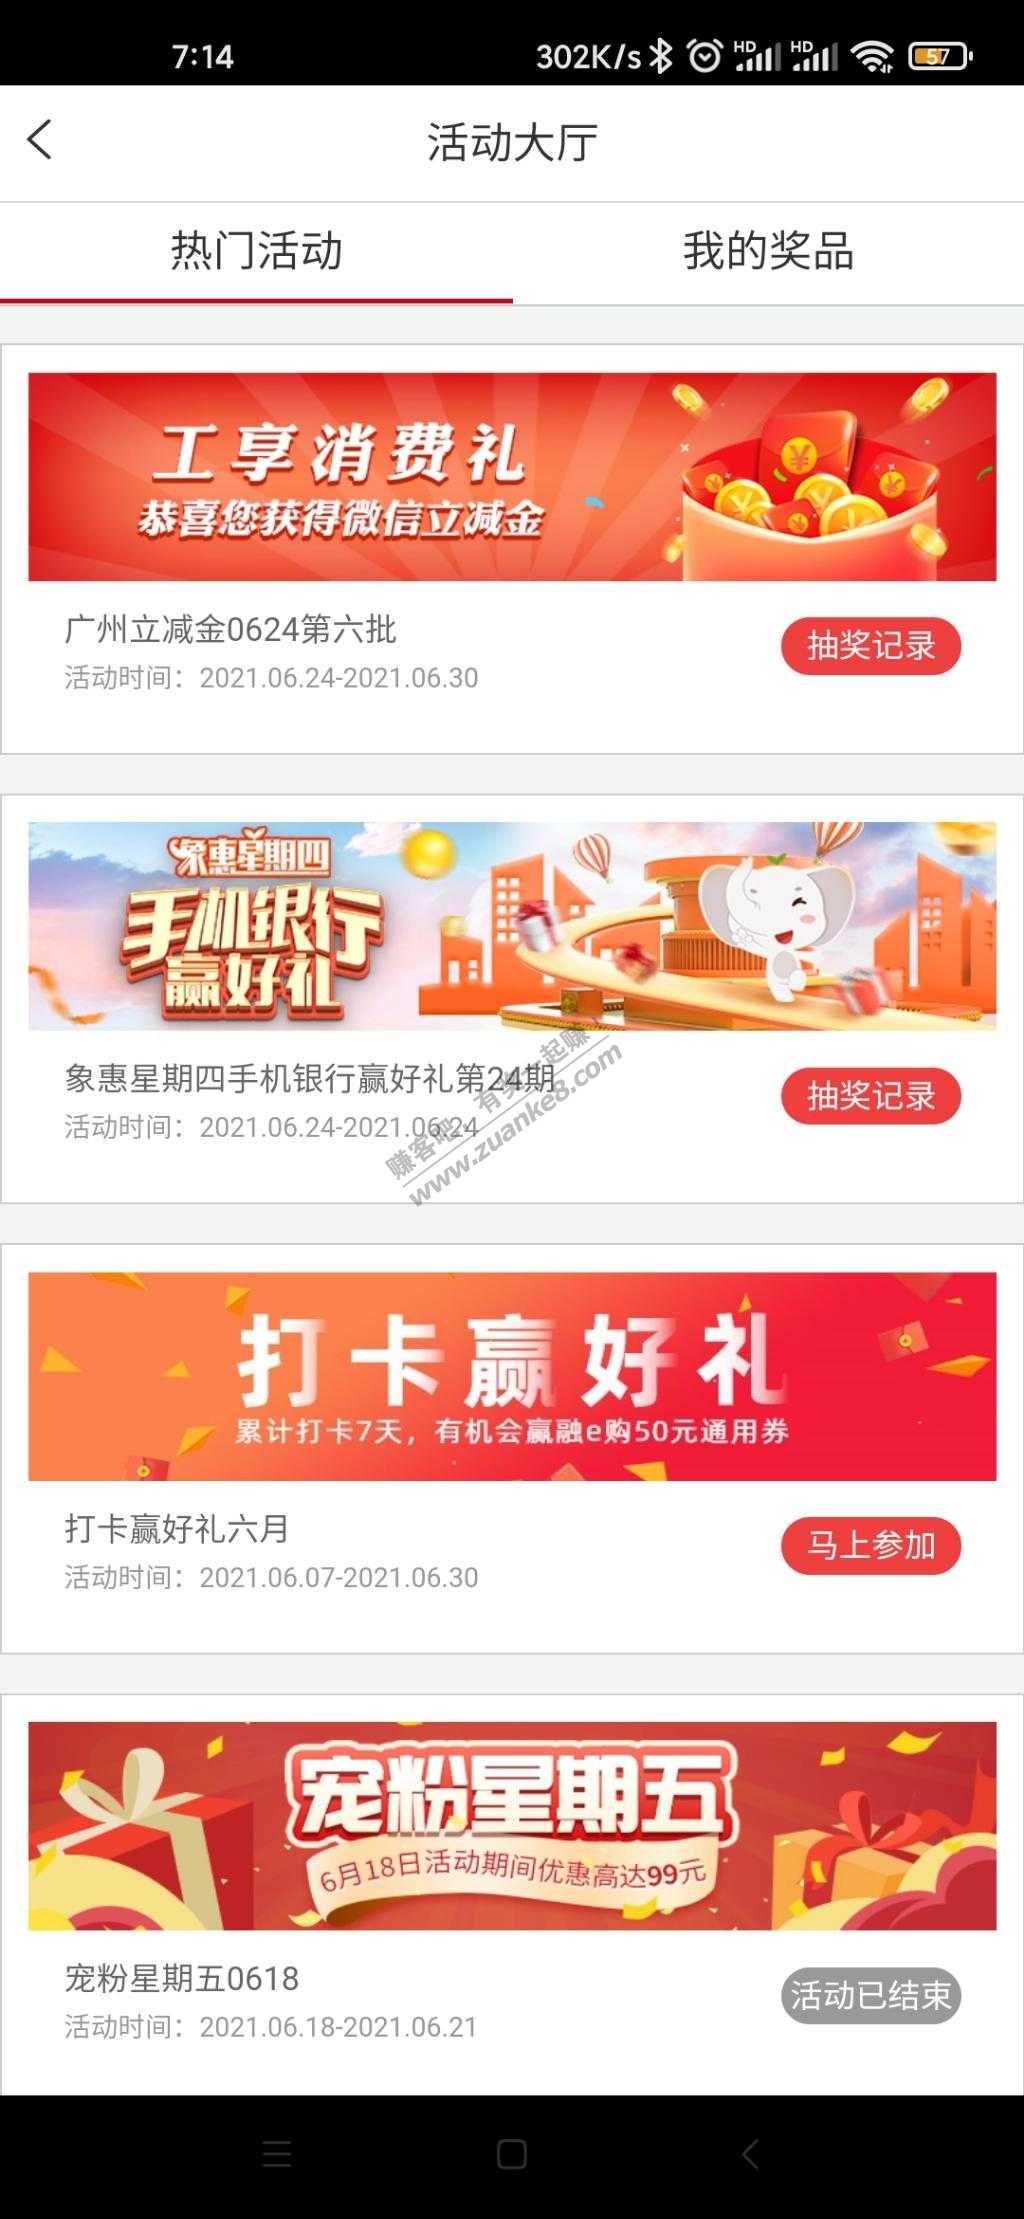 7:14
302K/s
HD
HD
57
活动大厅
热门活动
我的奖品
工享消费礼
恭喜您获得微信立减金
广州立减金0624第六批
抽奖记录
活动时间：2021.06.24-2021.06.30
象惠星期四
手机银行
赢好礼
象惠星期四手机银行赢好礼第24期
抽奖记录
活动时间：2021.06.24-2021.06.24
赚客吧，有奖一起赚
www.zuanke8.com
打卡赢好礼
累计打卡7天，有机会赢融e购50元通用券
打卡赢好礼六月
马上参加
活动时间：2021.06.07-2021.06.30
宠粉星期五
6月18日活动期间优惠高达99元
宠粉星期五0618
活动已结束
活动时间：2021.06.18-2021.06.21